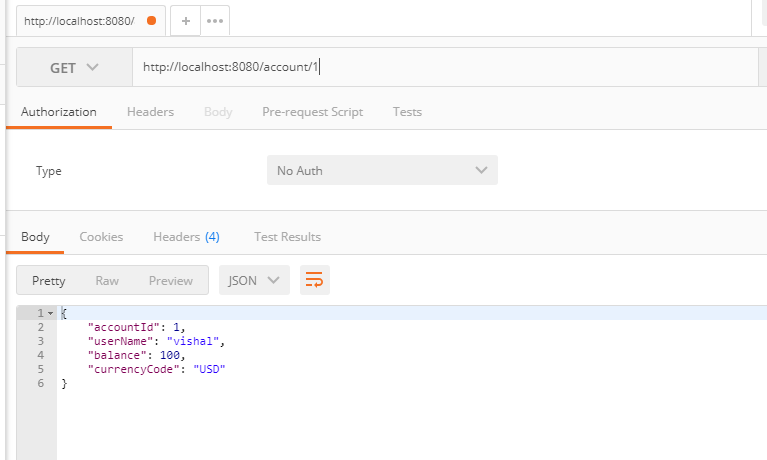 http://localhost:8080/ + •••
GET http://localhost:8080/account/1
Authorization Headers Body Pre-request Script Tests
Type No Auth
Body Cookies Headers (4) Test Results
Pretty Raw Preview JSON
1 {
2 "accountId": 1,
3 "userName": "vishal",
4 "balance": 100,
5 "currencyCode": "USD"
6 }